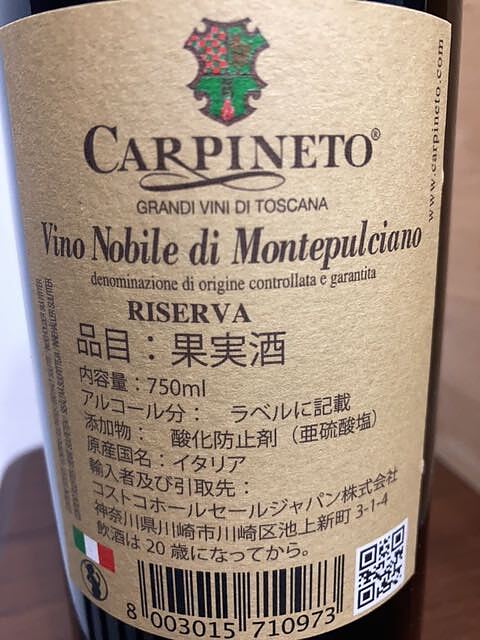 CARPINETO®
GRANDI VINI DI TOSCANA
Vino Nobile di Montepulciano
denominazione di origine controllata e garantita
RISERVA
品目：果実酒
内容量：750ml
アルコール分： ラベルに記載
添加物： 酸化防止剤（亜硫酸塩）
原産国名：イタリア
輸入者及び引取先：
コストコホールセールジャパン株式会社
神奈川県川崎市川崎区池上新町 3-1-4
飲酒は 20 歳になってから。
8 003015 710973
www.carpineto.com